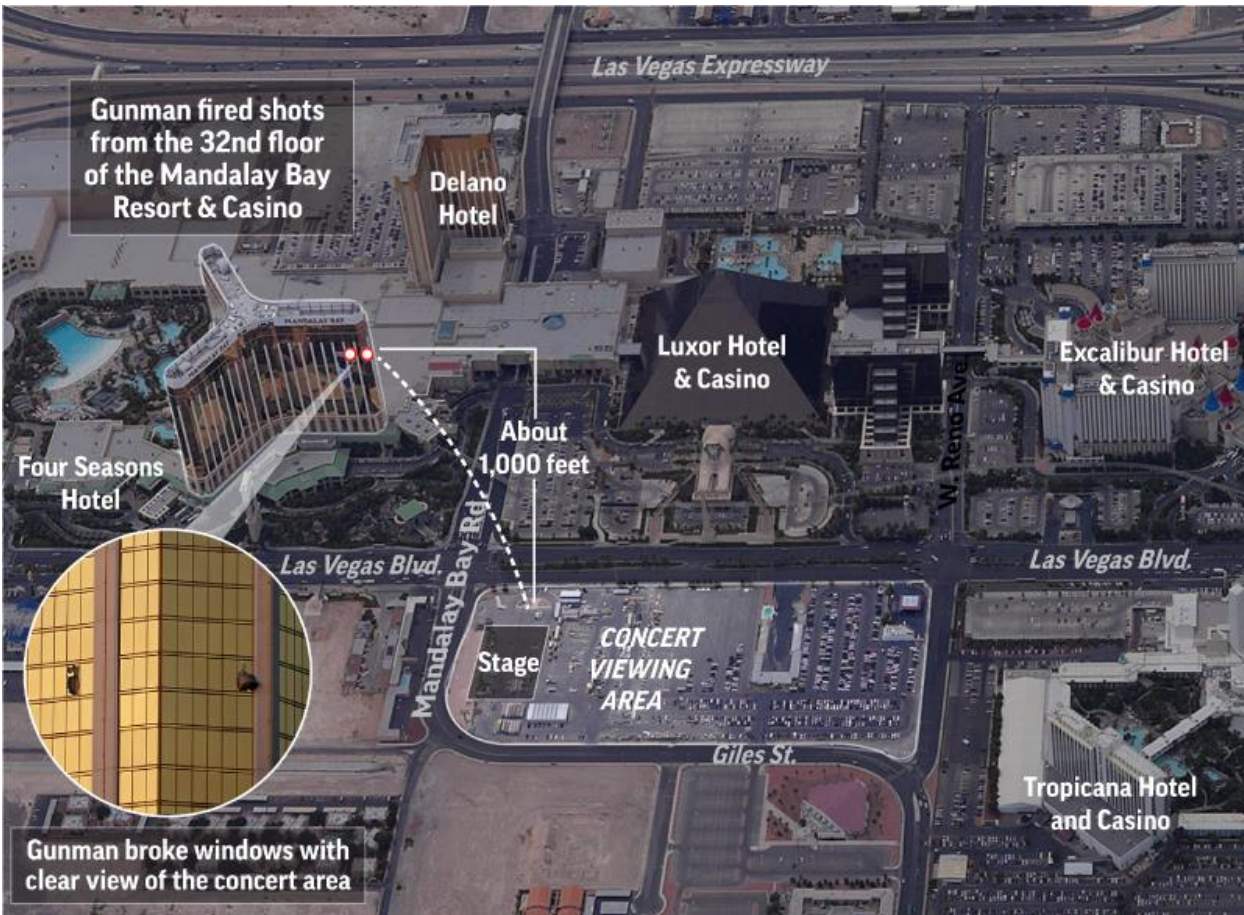 Las Vegas Expressway
Gunman fired shots
from the 32nd floor
of the Mandalay Bay
Resort & Casino
Delano
Hotel
MANDALAY BAY
Luxor Hotel
& Casino
Excalibur Hotel
& Casino
About
1,000 feet
Four Seasons
Hotel
W. Reno Ave.
Mandalay Bay Rd.
Las Vegas Blvd.
Las Vegas Blvd.
Stage
CONCERT
VIEWING
AREA
Giles St.
Tropicana Hotel
and Casino
Gunman broke windows with
clear view of the concert area